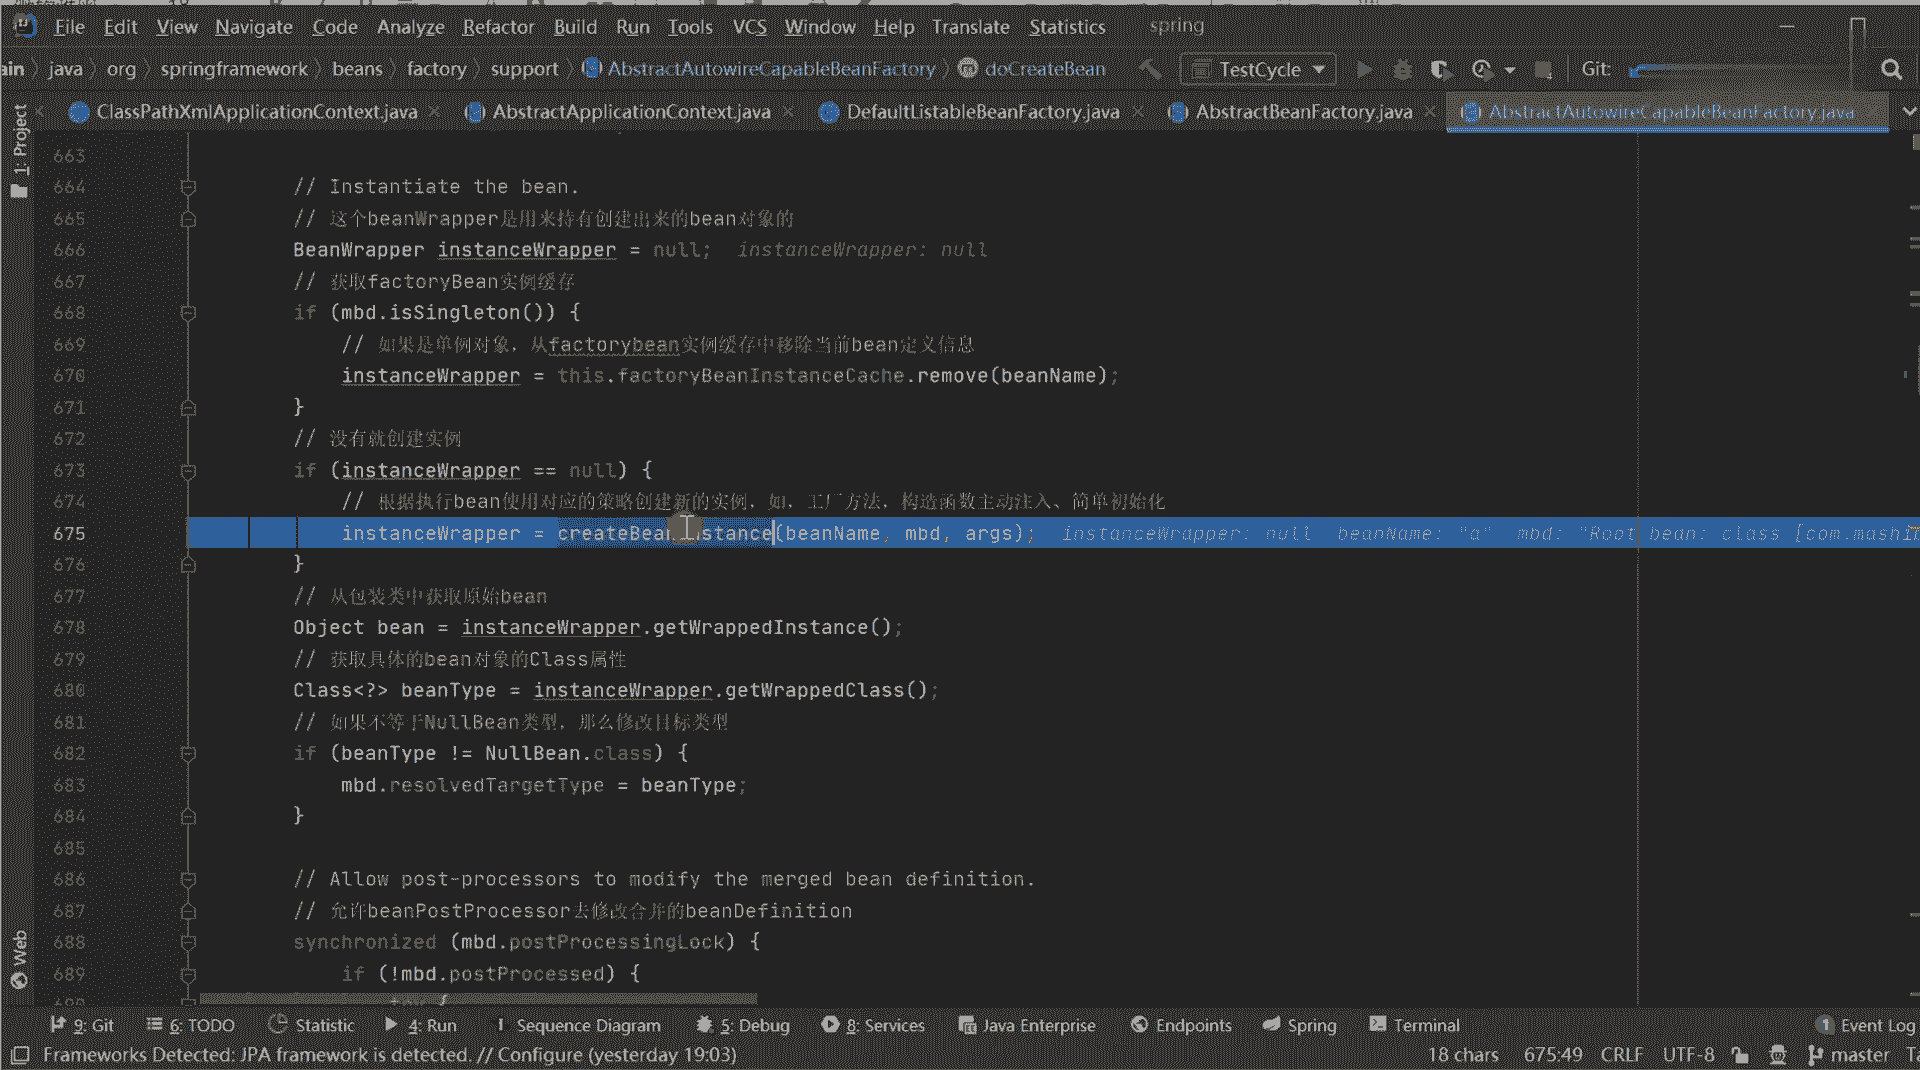 File Edit View Navigate Code Analyze Refactor Build Run Tools VCS Window Help Translate Statistics spring
ain java org springframework beans factory support AbstractAutowireCapableBeanFactory doCreateBean TestCycle Git:
ClassPathXmlApplicationContext.java AbstractApplicationContext.java DefaultListableBeanFactory.java AbstractBeanFactory.java AbstractAutowireCapableBeanFactory.java
1: Project
663
664 // Instantiate the bean.
665 // 这个beanWrapper是用来持有创建出来的bean对象的
666 BeanWrapper instanceWrapper = null; instanceWrapper: null
667 // 获取factoryBean实例缓存
668 if (mbd.isSingleton()) {
669 // 如果是单例对象，从factorybean实例缓存中移除当前bean定义信息
670 instanceWrapper = this.factoryBeanInstanceCache.remove(beanName);
671 }
672 // 没有就创建实例
673 if (instanceWrapper == null) {
674 // 根据执行bean使用对应的策略创建新的实例，如，工厂方法，构造函数主动注入、简单初始化
675 instanceWrapper = createBeanInstance(beanName, mbd, args); instanceWrapper: null beanName: "a" mbd: "Root bean: class [com.mashib
676 }
677 // 从包装类中获取原始bean
678 Object bean = instanceWrapper.getWrappedInstance();
679 // 获取具体的bean对象的Class属性
680 Class<?> beanType = instanceWrapper.getWrappedClass();
681 // 如果不等于NullBean类型，那么修改目标类型
682 if (beanType != NullBean.class) {
683 mbd.resolvedTargetType = beanType;
684 }
685
686 // Allow post-processors to modify the merged bean definition.
687 // 允许beanPostProcessor去修改合并的beanDefinition
688 synchronized (mbd.postProcessingLock) {
689 if (!mbd.postProcessed) {
Web
9: Git 6: TODO Statistic 4: Run Sequence Diagram 5: Debug 8: Services Java Enterprise Endpoints Spring Terminal 1 Event Log
Frameworks Detected: JPA framework is detected. // Configure (yesterday 19:03) 18 chars 675:49 CRLF UTF-8 master